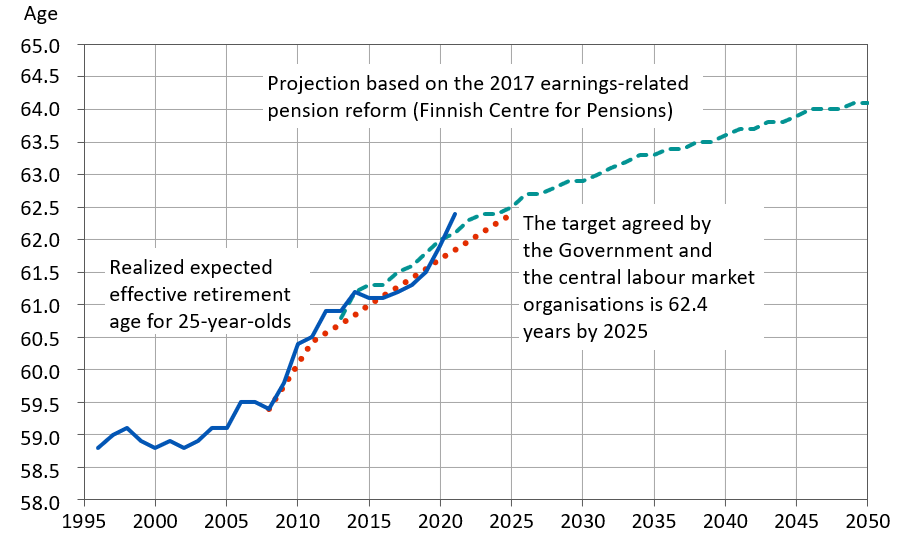 Age
65.0
64.5
64.0
63.5
63.0
62.5
62.0
61.5
61.0
60.5
60.0
59.5
59.0
58.5
58.0
Projection based on the 2017 earnings-related
pension reform (Finnish Centre for Pensions)
The target agreed by
the Government and
the central labour market
organisations is 62.4
years by 2025
Realized expected
effective retirement
age for 25-year-olds
1995 2000 2005 2010 2015 2020 2025 2030 2035 2040 2045 2050